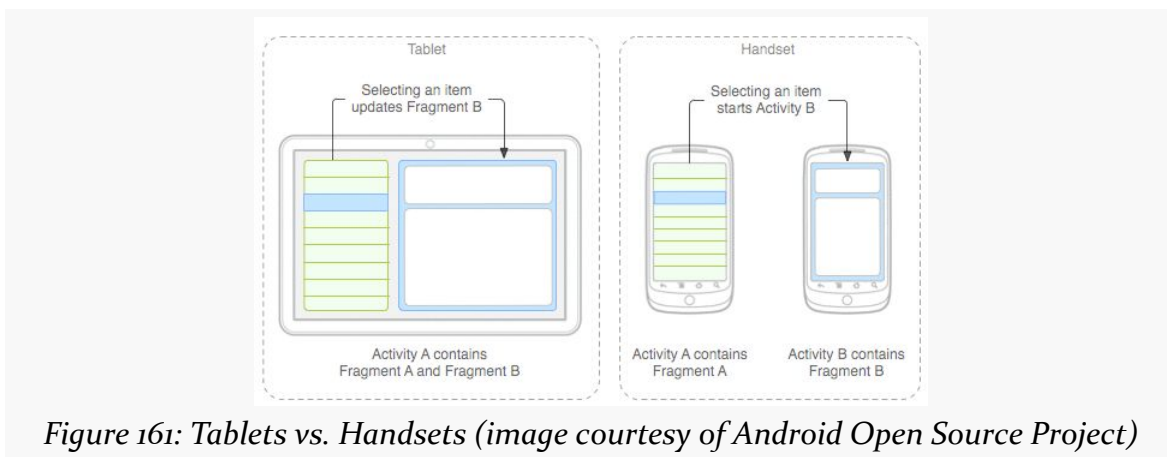 Tablet
Handset
Selecting an item
updates Fragment B
Selecting an item
starts Activity B
Activity A contains
Fragment A and Fragment B
Activity A contains
Fragment A
Activity B contains
Fragment B
Figure 161: Tablets vs. Handsets (image courtesy of Android Open Source Project)